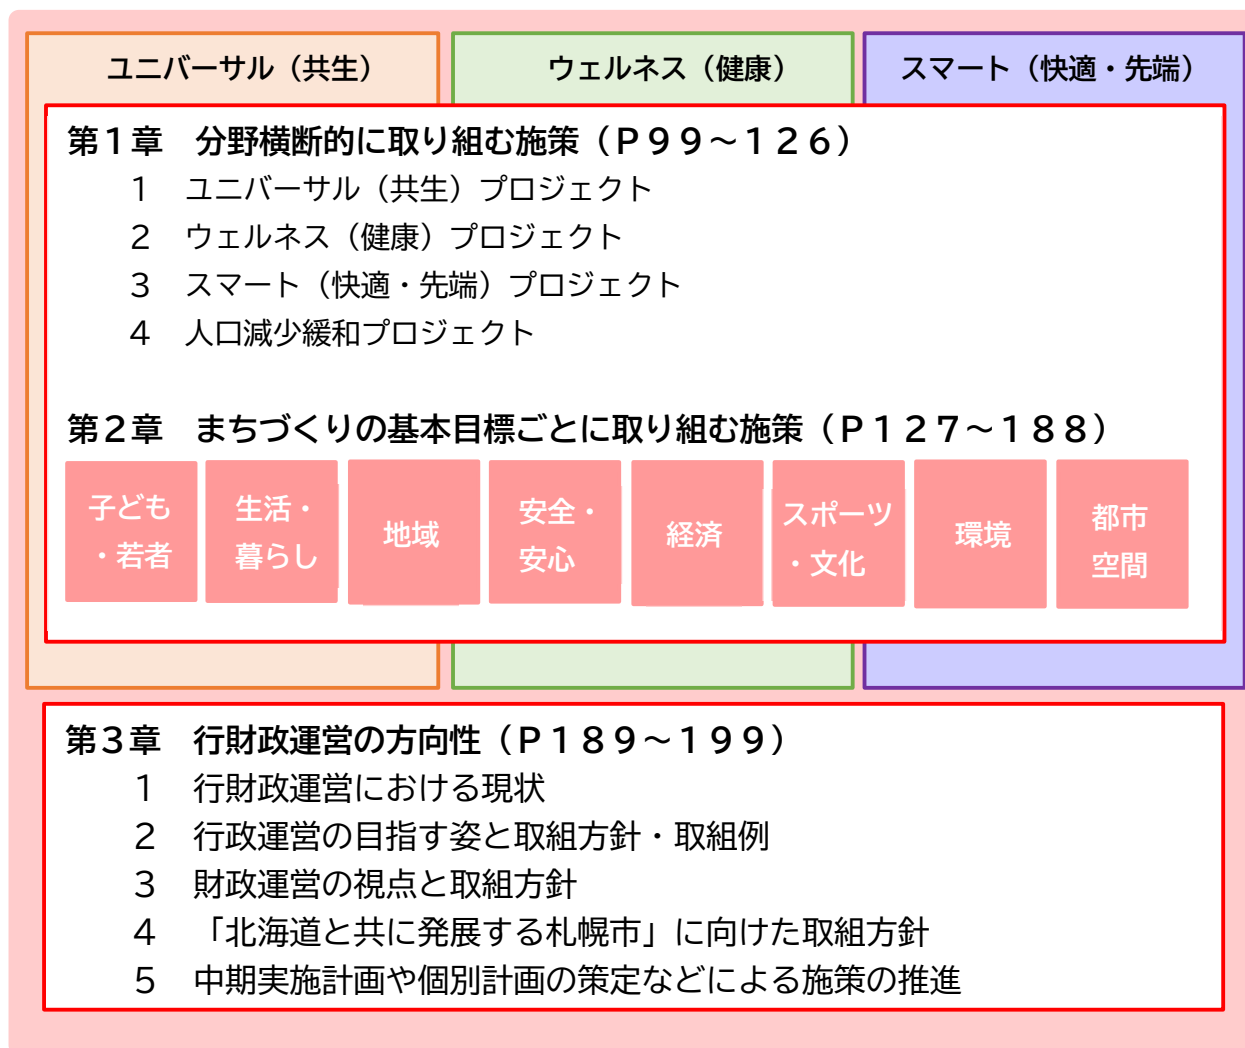 ユニバーサル（共生）
ウェルネス（健康）
スマート（快適・先端）
第１章　分野横断的に取り組む施策（Ｐ９９～１２６）
１　ユニバーサル（共生）プロジェクト
２　ウェルネス（健康）プロジェクト
３　スマート（快適・先端）プロジェクト
４　人口減少緩和プロジェクト
第２章　まちづくりの基本目標ごとに取り組む施策（Ｐ１２７～１８８）
子ども
・若者
生活・
暮らし
地域
安全・
安心
経済
スポーツ
・文化
環境
都市
空間
第３章　行財政運営の方向性（Ｐ１８９～１９９）
１　行財政運営における現状
２　行政運営の目指す姿と取組方針・取組例
３　財政運営の視点と取組方針
４　「北海道と共に発展する札幌市」に向けた取組方針
５　中期実施計画や個別計画の策定などによる施策の推進